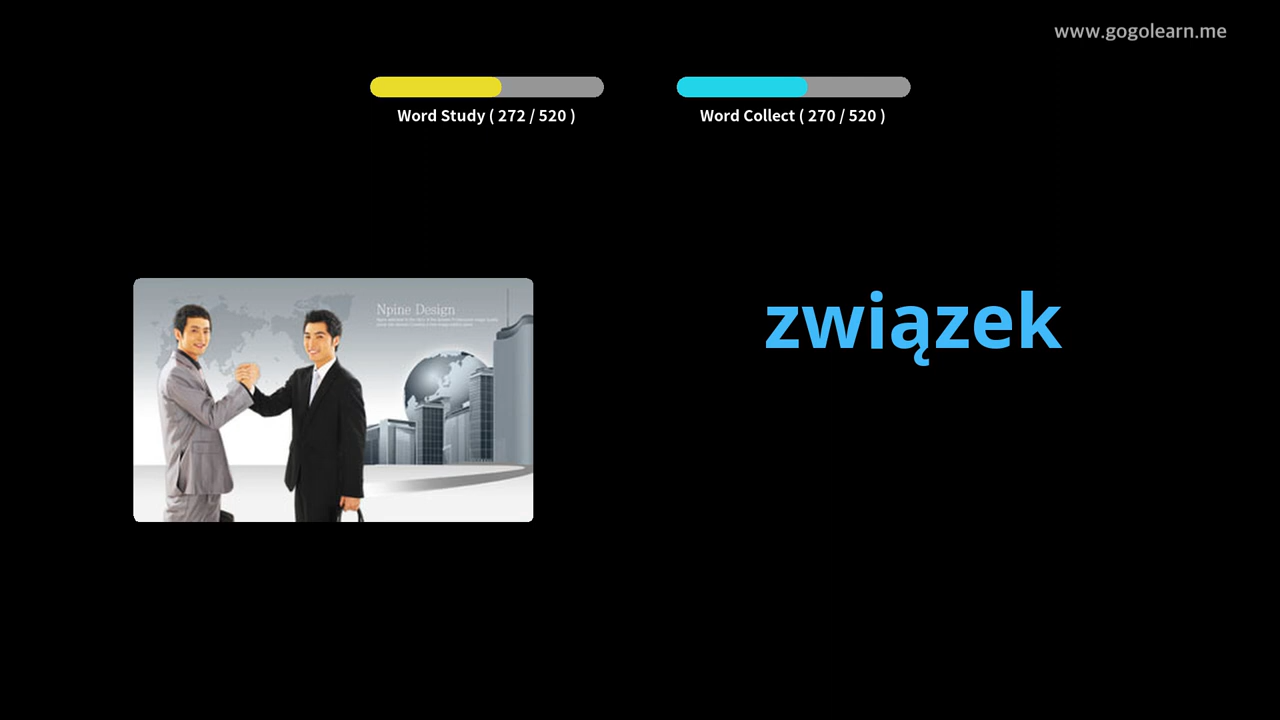 www.gogolearn.me
Word Study ( 272 / 520 )
Word Collect ( 270 / 520 )
Npine Design
związek